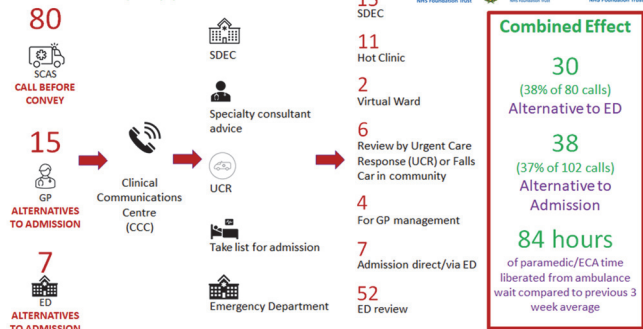 80
SCAS
CALL BEFORE
CONVEY
15
GP
ALTERNATIVES
TO ADMISSION
7
ED
ALTERNATIVES
TO ADMISSION
Clinical
Communications
Centre
(CCC)
SDEC
Specialty consultant
advice
UCR
Take list for admission
Emergency Department
SDEC
11
Hot Clinic
2
Virtual Ward
6
Review by Urgent Care
Response (UCR) or Falls
Car in community
4
For GP management
7
Admission direct/via ED
52
ED review
NHS Foundation Trust
NHS Foundation Trust
NHS Foundation Trust
Combined Effect
30
(38% of 80 calls)
Alternative to ED
38
(37% of 102 calls)
Alternative to
Admission
84 hours
of paramedic/ECA time
liberated from ambulance
wait compared to previous 3
week average